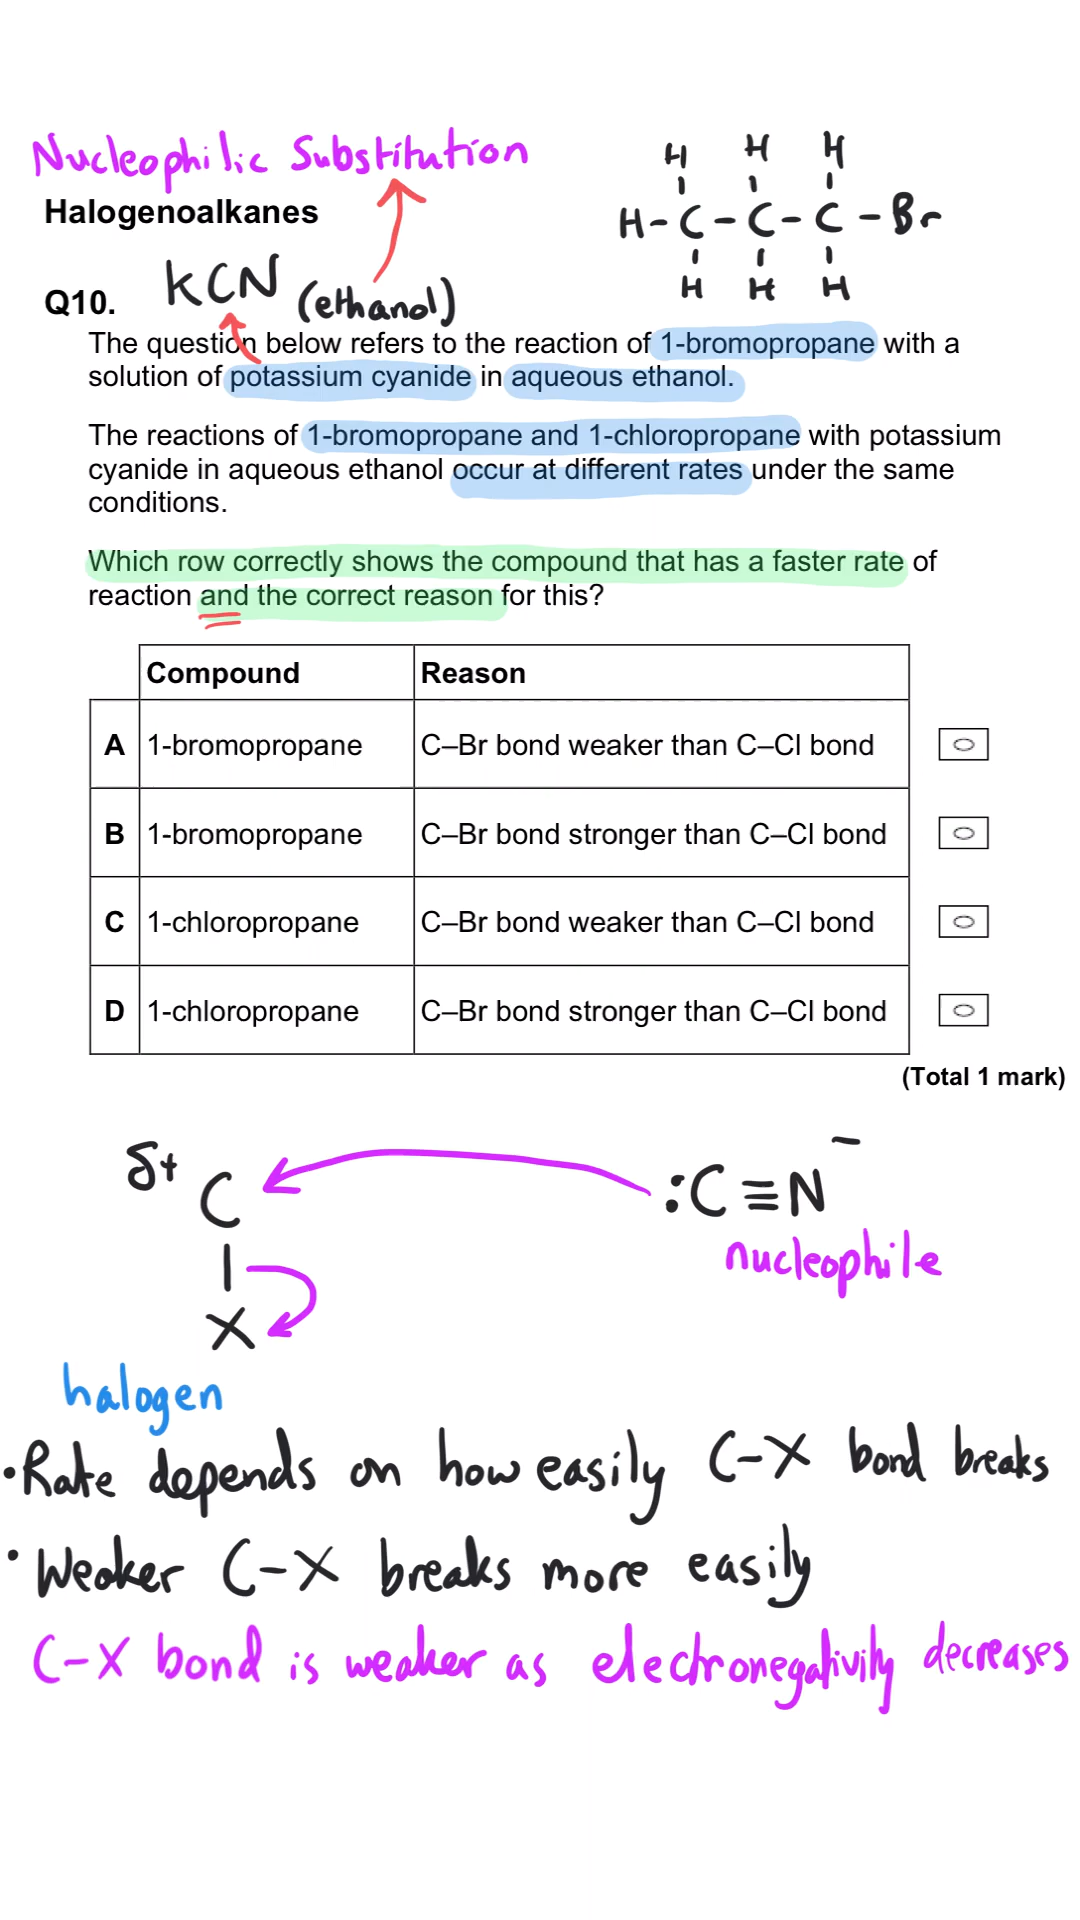 Nucleophilic Substitution
Halogenoalkanes
H H H
H-C-C-C-Br
H H H
KCN (ethanol)
Q10.
The question below refers to the reaction of 1-bromopropane with a
solution of potassium cyanide in aqueous ethanol.
The reactions of 1-bromopropane and 1-chloropropane with potassium
cyanide in aqueous ethanol occur at different rates under the same
conditions.
Which row correctly shows the compound that has a faster rate of
reaction and the correct reason for this?
Compound Reason
A 1-bromopropane C–Br bond weaker than C–Cl bond
B 1-bromopropane C–Br bond stronger than C–Cl bond
C 1-chloropropane C–Br bond weaker than C–Cl bond
D 1-chloropropane C–Br bond stronger than C–Cl bond
(Total 1 mark)
δ+ C :C≡N⁻
nucleophile
X
halogen
•Rate depends on how easily C-X bond breaks
•Weaker C-X breaks more easily
C-X bond is weaker as electronegativity decreases